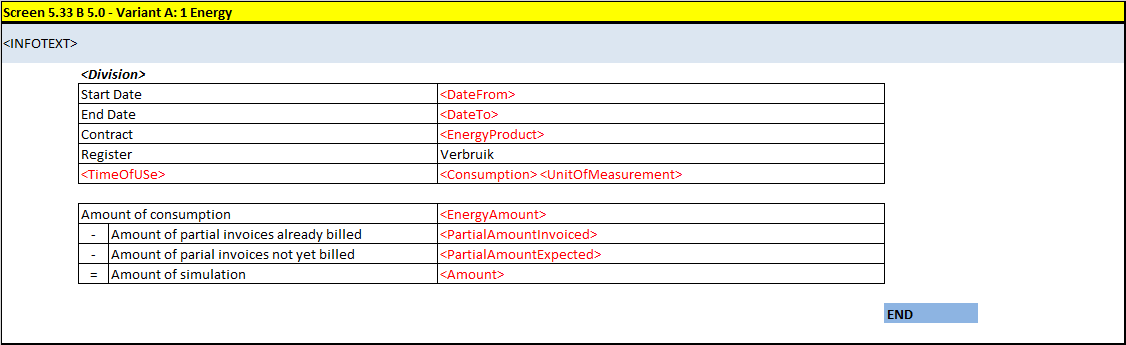 Screen 5.33 B 5.0 - Variant A: 1 Energy
<INFOTEXT>
<Division>
Start Date <DateFrom>
End Date <DateTo>
Contract <EnergyProduct>
Register Verbruik
<TimeOfUSe> <Consumption> <UnitOfMeasurement>
Amount of consumption <EnergyAmount>
- Amount of partial invoices already billed <PartialAmountInvoiced>
- Amount of parial invoices not yet billed <PartialAmountExpected>
= Amount of simulation <Amount>
END